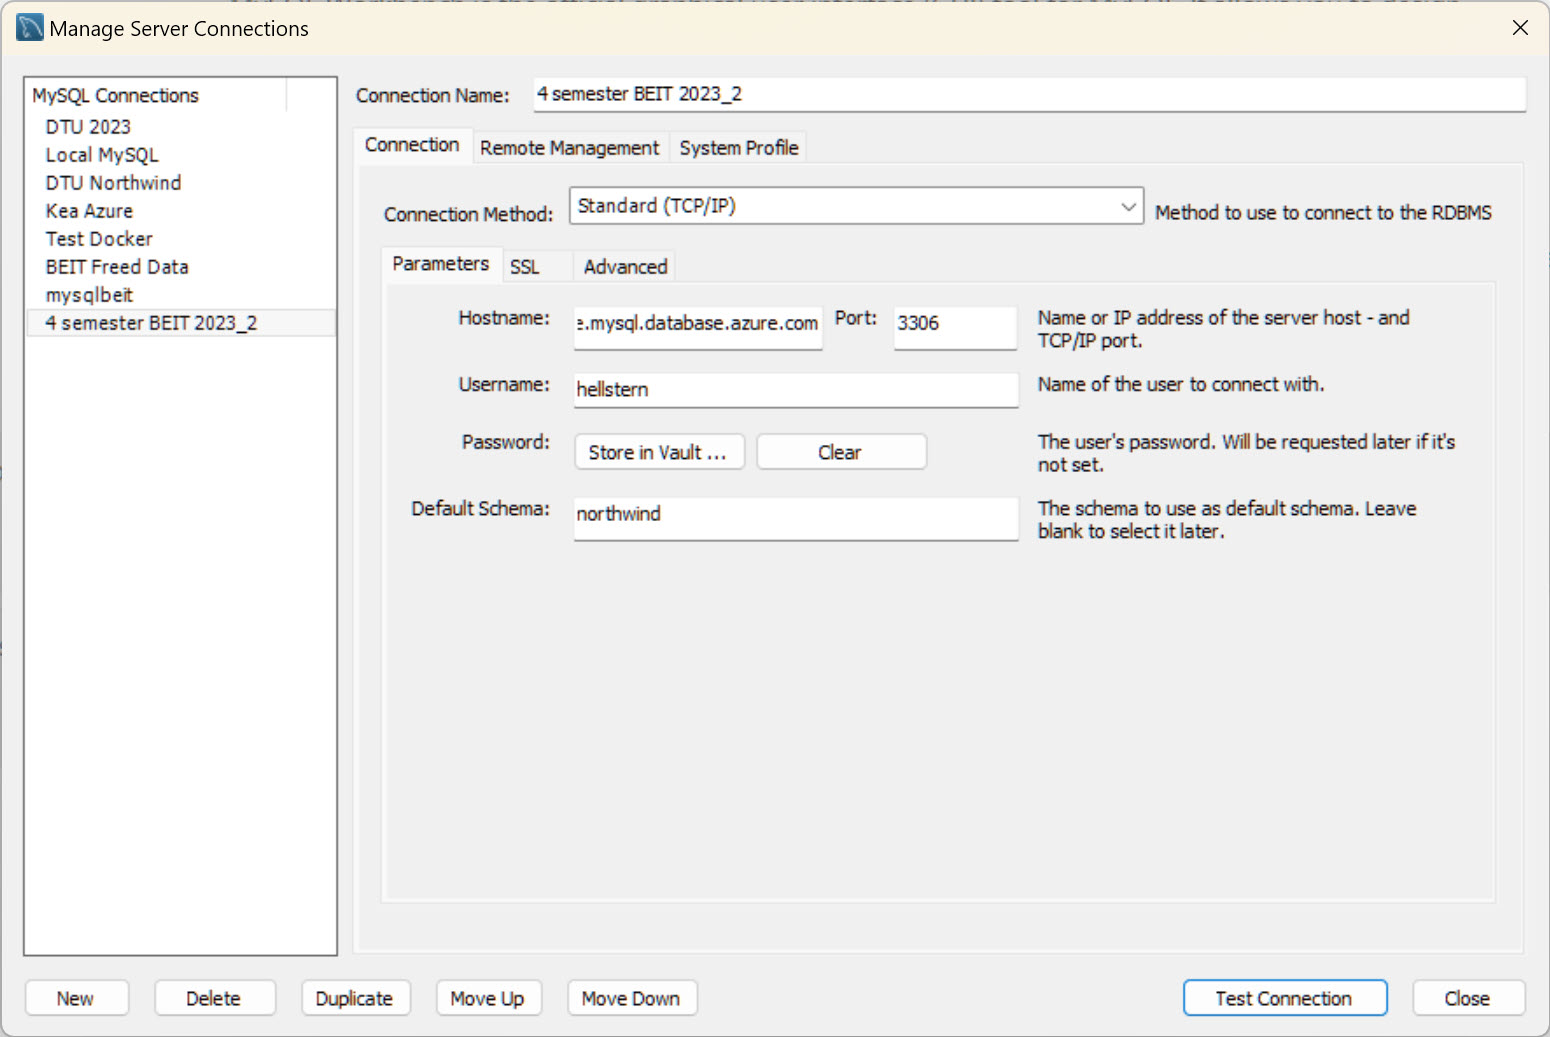 Manage Server Connections
MySQL Connections
DTU 2023
Local MySQL
DTU Northwind
Kea Azure
Test Docker
BEIT Freed Data
mysqlbeit
4 semester BEIT 2023_2
Connection Name: 4 semester BEIT 2023_2
Connection Remote Management System Profile
Connection Method: Standard (TCP/IP) Method to use to connect to the RDBMS
Parameters SSL Advanced
Hostname: e.mysql.database.azure.com Port: 3306 Name or IP address of the server host - and
TCP/IP port.
Username: hellstern Name of the user to connect with.
Password: Store in Vault ... Clear The user's password. Will be requested later if it's
not set.
Default Schema: northwind The schema to use as default schema. Leave
blank to select it later.
New Delete Duplicate Move Up Move Down Test Connection Close